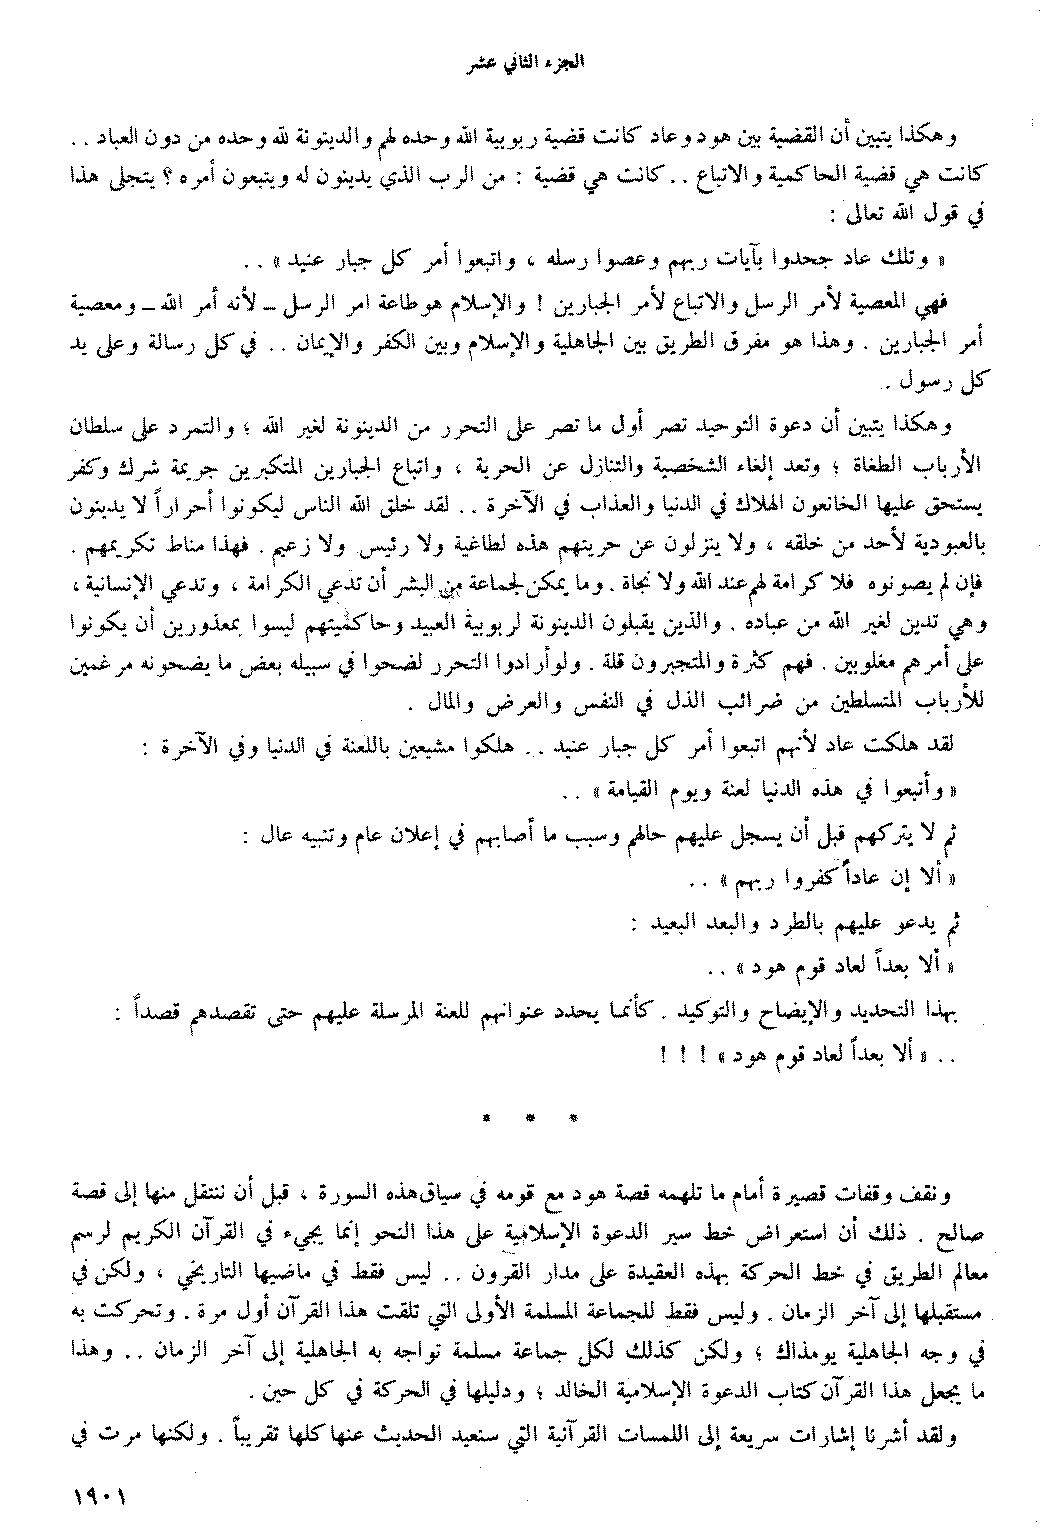 الجزء الثاني عشر
وهكذا يتبين أن القضية بين هود وعاد كانت قضية ربوبية الله وحده لهم والدينونة لله وحده من دون العباد ..
كانت هي قضية الحاكمية والاتباع .. كانت هي قضية : من الرب الذي يدينون له ويتبعون أمره ؟ يتجلى هذا
في قول الله تعالى :
« وتلك عاد جحدوا بآيات ربهم وعصوا رسله ، واتبعوا أمر كل جبار عنيد » ..
فهي المعصية لأمر الرسل والاتباع لأمر الجبارين ! والإسلام هو طاعة امر الرسل – لأنه أمر الله – ومعصية
أمر الجبارين . وهذا هو مفرق الطريق بين الجاهلية والإسلام وبين الكفر والإيمان .. في كل رسالة وعلى يد
كل رسول .
وهكذا يتبين أن دعوة التوحيد تصر أول ما تصر على التحرر من الدينونة لغير الله ؛ والتمرد على سلطان
الأرباب الطغاة ؛ وتعد إلغاء الشخصية والتنازل عن الحرية ، واتباع الجبارين المتكبرين جريمة شرك وكفر
يستحق عليها الخانعون الهلاك في الدنيا والعذاب في الآخرة .. لقد خلق الله الناس ليكونوا أحراراً لا يدينون
بالعبودية لأحد من خلقه ، ولا ينزلون عن حريتهم هذه لطاغية ولا رئيس ولا زعيم . فهذا مناط تكريمهم .
فإن لم يصونوه فلا كرامة لهم عند الله ولا نجاة . وما يمكن لجماعة من البشر أن تدعي الكرامة ، وتدعي الإنسانية ،
وهي تدين لغير الله من عباده . والذين يقبلون الدينونة لربوبية العبيد وحاكميتهم ليسوا بمعذورين أن يكونوا
على أمرهم مغلوبين . فهم كثرة والمتجبرون قلة . ولو أرادوا التحرر لضحوا في سبيله بعض ما يضحونه مرغمين
للأرباب المتسلطين من ضرائب الذل في النفس والعرض والمال .
لقد هلكت عاد لأنهم اتبعوا أمر كل جبار عنيد .. هلكوا مشيعين باللعنة في الدنيا وفي الآخرة :
« وأتبعوا في هذه الدنيا لعنة ويوم القيامة » ..
ثم لا يتركهم قبل أن يسجل عليهم حالهم وسبب ما أصابهم في إعلان عام وتنبيه عال :
« ألا إن عاداً كفروا ربهم » ..
ثم يدعو عليهم بالطرد والبعد البعيد :
« ألا بعداً لعاد قوم هود » ..
بهذا التحديد والإيضاح والتوكيد . كأنما يحدد عنوانهم للعنة المرسلة عليهم حتى تقصدهم قصداً :
.. « ألا بعداً لعاد قوم هود » ! ! !
* * *
ونقف وقفات قصيرة أمام ما تلهمه قصة هود مع قومه في سياق هذه السورة ، قبل أن ننتقل منها إلى قصة
صالح . ذلك أن استعراض خط سير الدعوة الإسلامية على هذا النحو إنما يجيء في القرآن الكريم لرسم
معالم الطريق في خط الحركة بهذه العقيدة على مدار القرون .. ليس فقط في ماضيها التاريخي ، ولكن في
مستقبلها إلى آخر الزمان . وليس فقط للجماعة المسلمة الأولى التي تلقت هذا القرآن أول مرة . وتحركت به
في وجه الجاهلية يومذاك ؛ ولكن كذلك لكل جماعة مسلمة تواجه به الجاهلية إلى آخر الزمان .. وهذا
ما يجعل هذا القرآن كتاب الدعوة الإسلامية الخالد ؛ ودليلها في الحركة في كل حين .
ولقد أشرنا إشارات سريعة إلى اللمسات القرآنية التي سنعيد الحديث عنها كلها تقريباً . ولكنها مرت في
١٩٠١